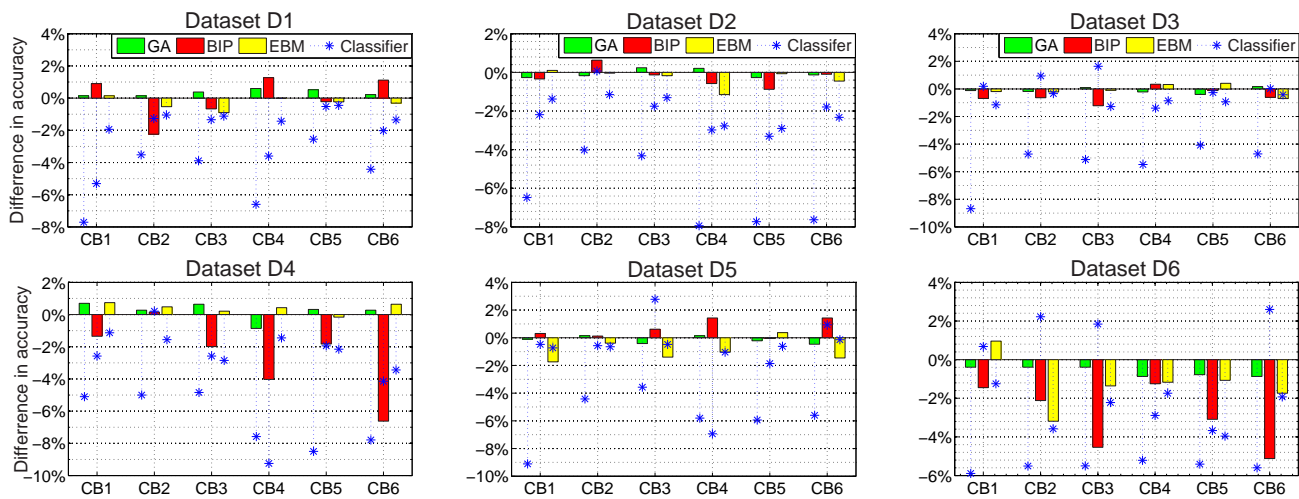 Dataset D1
Dataset D2
Dataset D3
4%
2%
0%
−2%
−4%
−6%
−8%
Differrence in accuracy
GA
BIP
EBM
Classifier
CB1
CB2
CB3
CB4
CB5
CB6
2%
0%
−2%
−4%
−6%
−8%
GA
BIP
EBM
Classifier
CB1
CB2
CB3
CB4
CB5
CB6
4%
2%
0%
−2%
−4%
−6%
−8%
−10%
GA
BIP
EBM
Classifier
CB1
CB2
CB3
CB4
CB5
CB6
Dataset D4
Dataset D5
Dataset D6
2%
0%
−2%
−4%
−6%
−8%
−10%
Differrence in accuracy
CB1
CB2
CB3
CB4
CB5
CB6
4%
2%
0%
−2%
−4%
−6%
−8%
−10%
CB1
CB2
CB3
CB4
CB5
CB6
4%
2%
0%
−2%
−4%
−6%
CB1
CB2
CB3
CB4
CB5
CB6